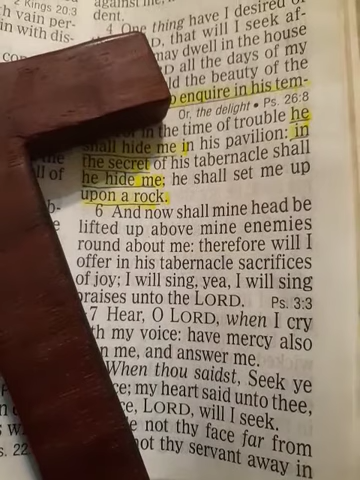 2 Kings 20:3
h vain per-
in with dis-
against me,
dent.
4 One thing have I desired of
D, that will I seek af-
may dwell in the house
D all the days of my
ld the beauty of the
enquire in his tem-
Or, the delight • Ps. 26:8
in the time of trouble he
shall hide me in his pavilion: in
the secret of his tabernacle shall
he hide me; he shall set me up
upon a rock.
6 And now shall mine head be
lifted up above mine enemies
round about me: therefore will I
offer in his tabernacle sacrifices
of joy; I will sing, yea, I will sing
praises unto the LORD. Ps. 3:3
7 Hear, O LORD, when I cry
th my voice: have mercy also
n me, and answer me.
When thou saidst, Seek ye
ce; my heart said unto thee,
ce, LORD, will I seek.
e not thy face far from
not thy servant away in